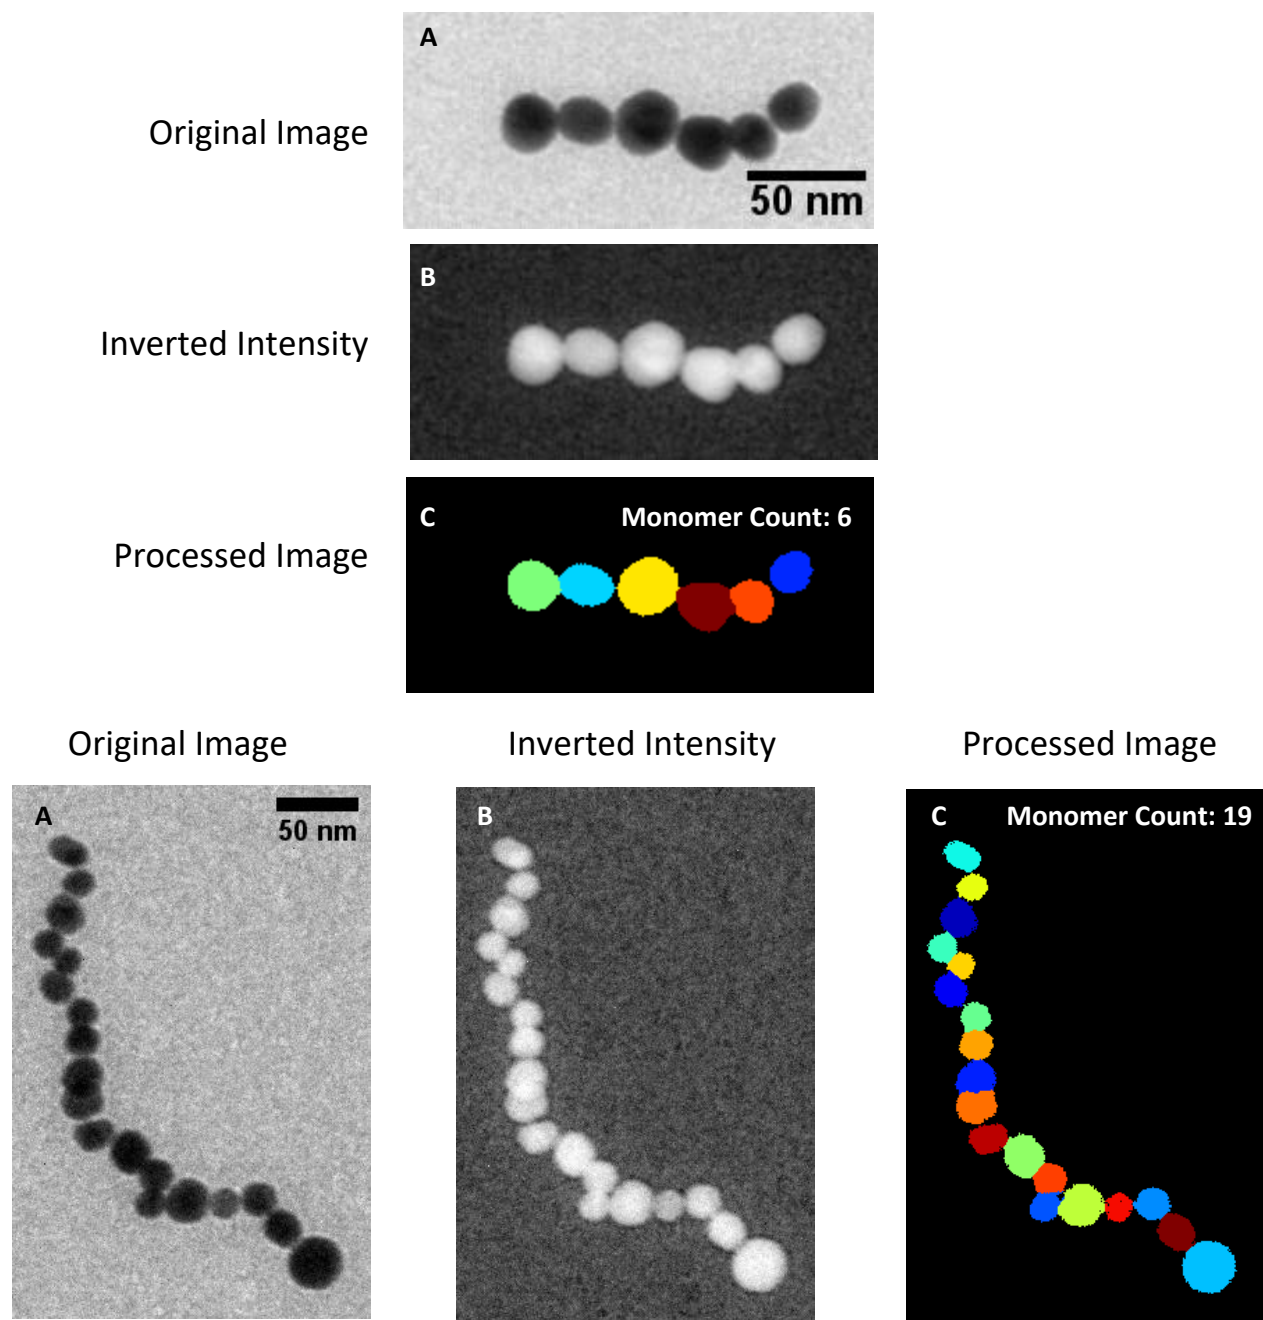 A
Original Image
50 nm
B
Inverted Intensity
C Monomer Count: 6
Processed Image
Original Image Inverted Intensity Processed Image
A 50 nm B C Monomer Count: 19